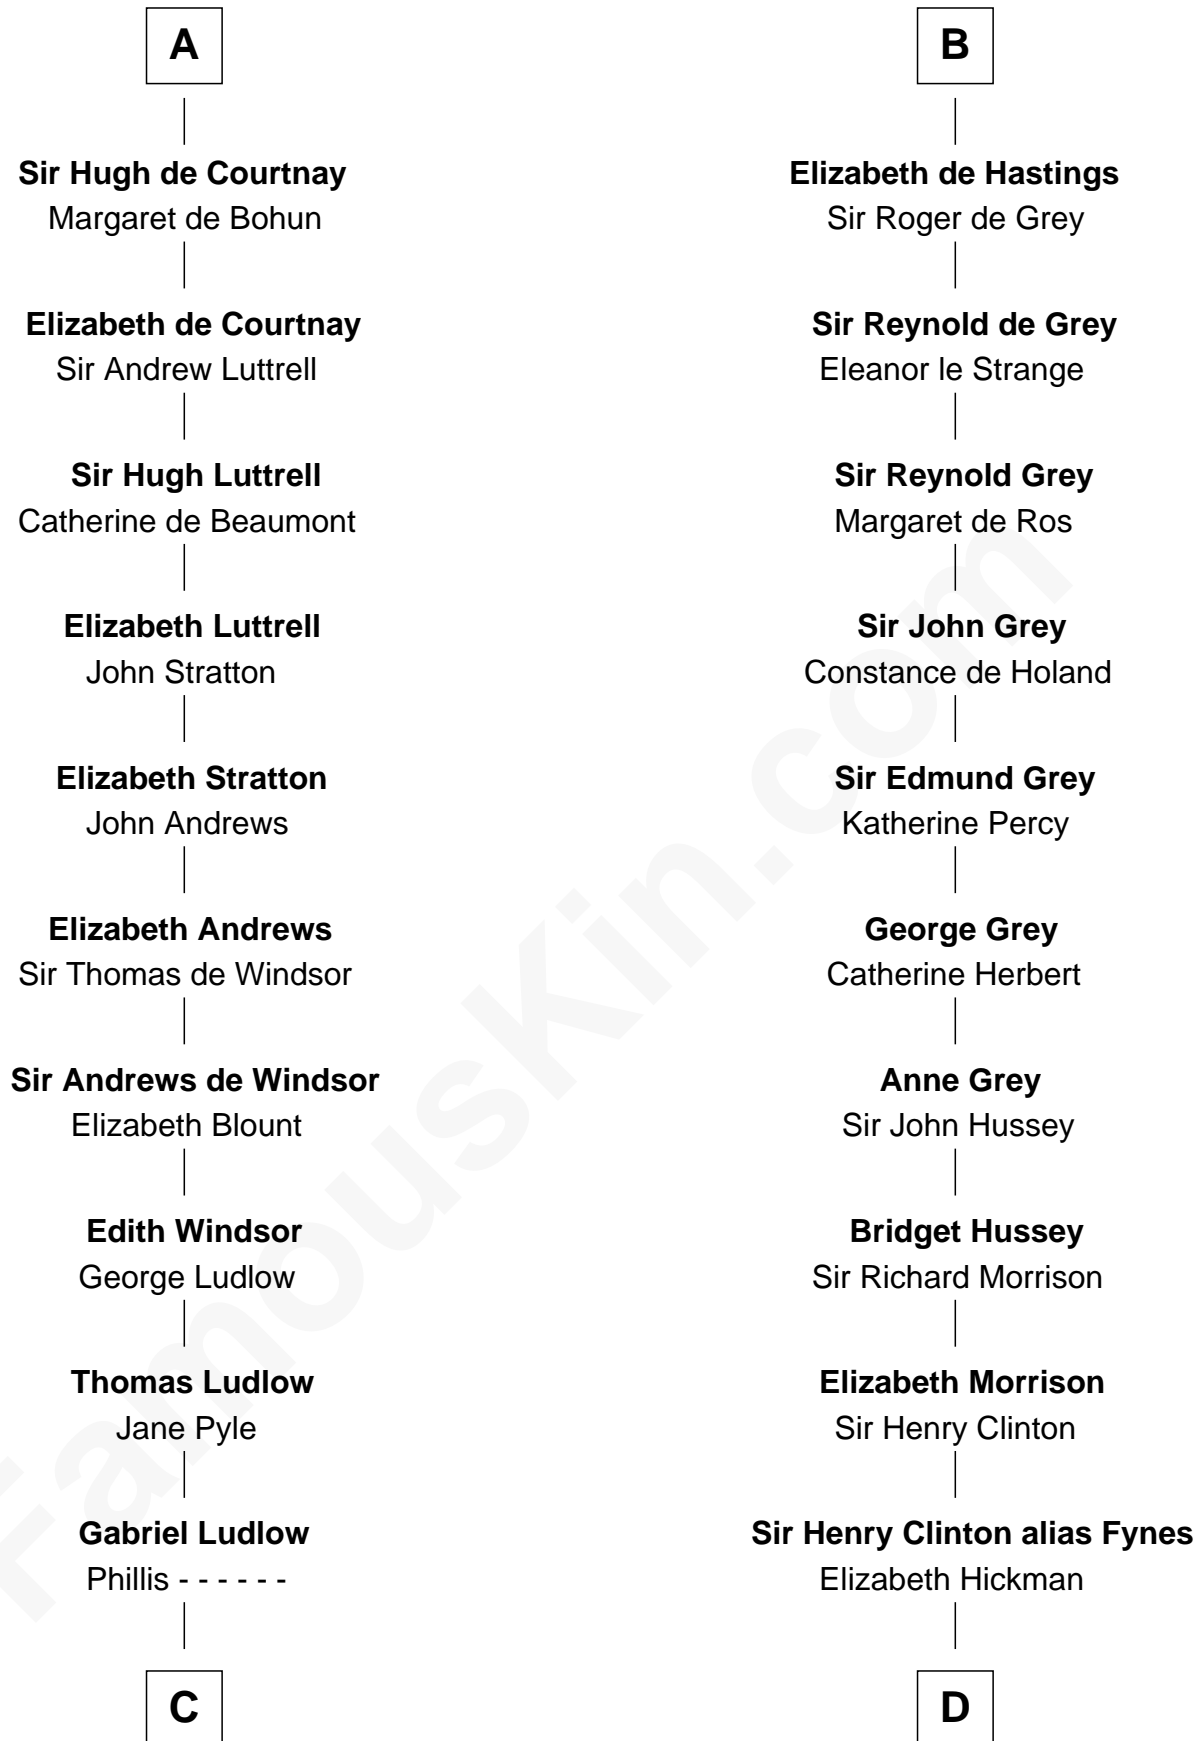 A
Sir Hugh de Courtnay
Margaret de Bohun
Elizabeth de Courtnay
Sir Andrew Luttrell
Sir Hugh Luttrell
Catherine de Beaumont
Elizabeth Luttrell
John Stratton
Elizabeth Stratton
John Andrews
Elizabeth Andrews
Sir Thomas de Windsor
Sir Andrews de Windsor
Elizabeth Blount
Edith Windsor
George Ludlow
Thomas Ludlow
Jane Pyle
Gabriel Ludlow
Phillis - - - - - -
C
B
Elizabeth de Hastings
Sir Roger de Grey
Sir Reynold de Grey
Eleanor le Strange
Sir Reynold Grey
Margaret de Ros
Sir John Grey
Constance de Holand
Sir Edmund Grey
Katherine Percy
George Grey
Catherine Herbert
Anne Grey
Sir John Hussey
Bridget Hussey
Sir Richard Morrison
Elizabeth Morrison
Sir Henry Clinton
Sir Henry Clinton alias Fynes
Elizabeth Hickman
D
FamousKin.com